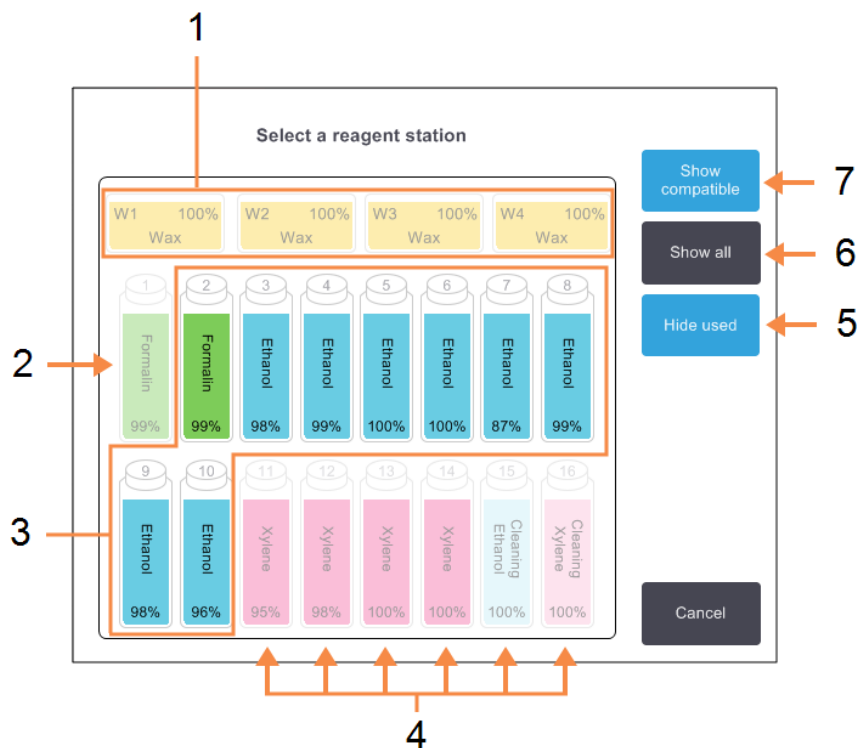 1
Select a reagent station
Show
compatible
7
W1 100%
Wax
W2 100%
Wax
W3 100%
Wax
W4 100%
Wax
Show all
6
Hide used
5
2
1
Formalin
99%
2
Formalin
99%
3
Ethanol
98%
4
Ethanol
99%
5
Ethanol
100%
6
Ethanol
100%
7
Ethanol
87%
8
Ethanol
99%
3
9
Ethanol
98%
10
Ethanol
96%
11
Xylene
95%
12
Xylene
98%
13
Xylene
100%
14
Xylene
100%
15
Cleaning
Ethanol
100%
16
Cleaning
Xylene
100%
Cancel
4